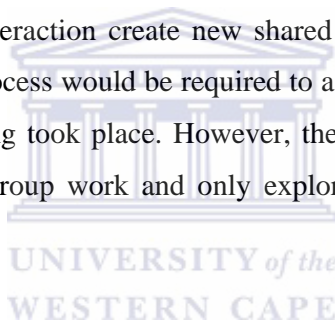 eraction create new shared
ocess would be required to a
g took place. However, the
roup work and only explor
UNIVERSITY of the
WESTERN CAPE